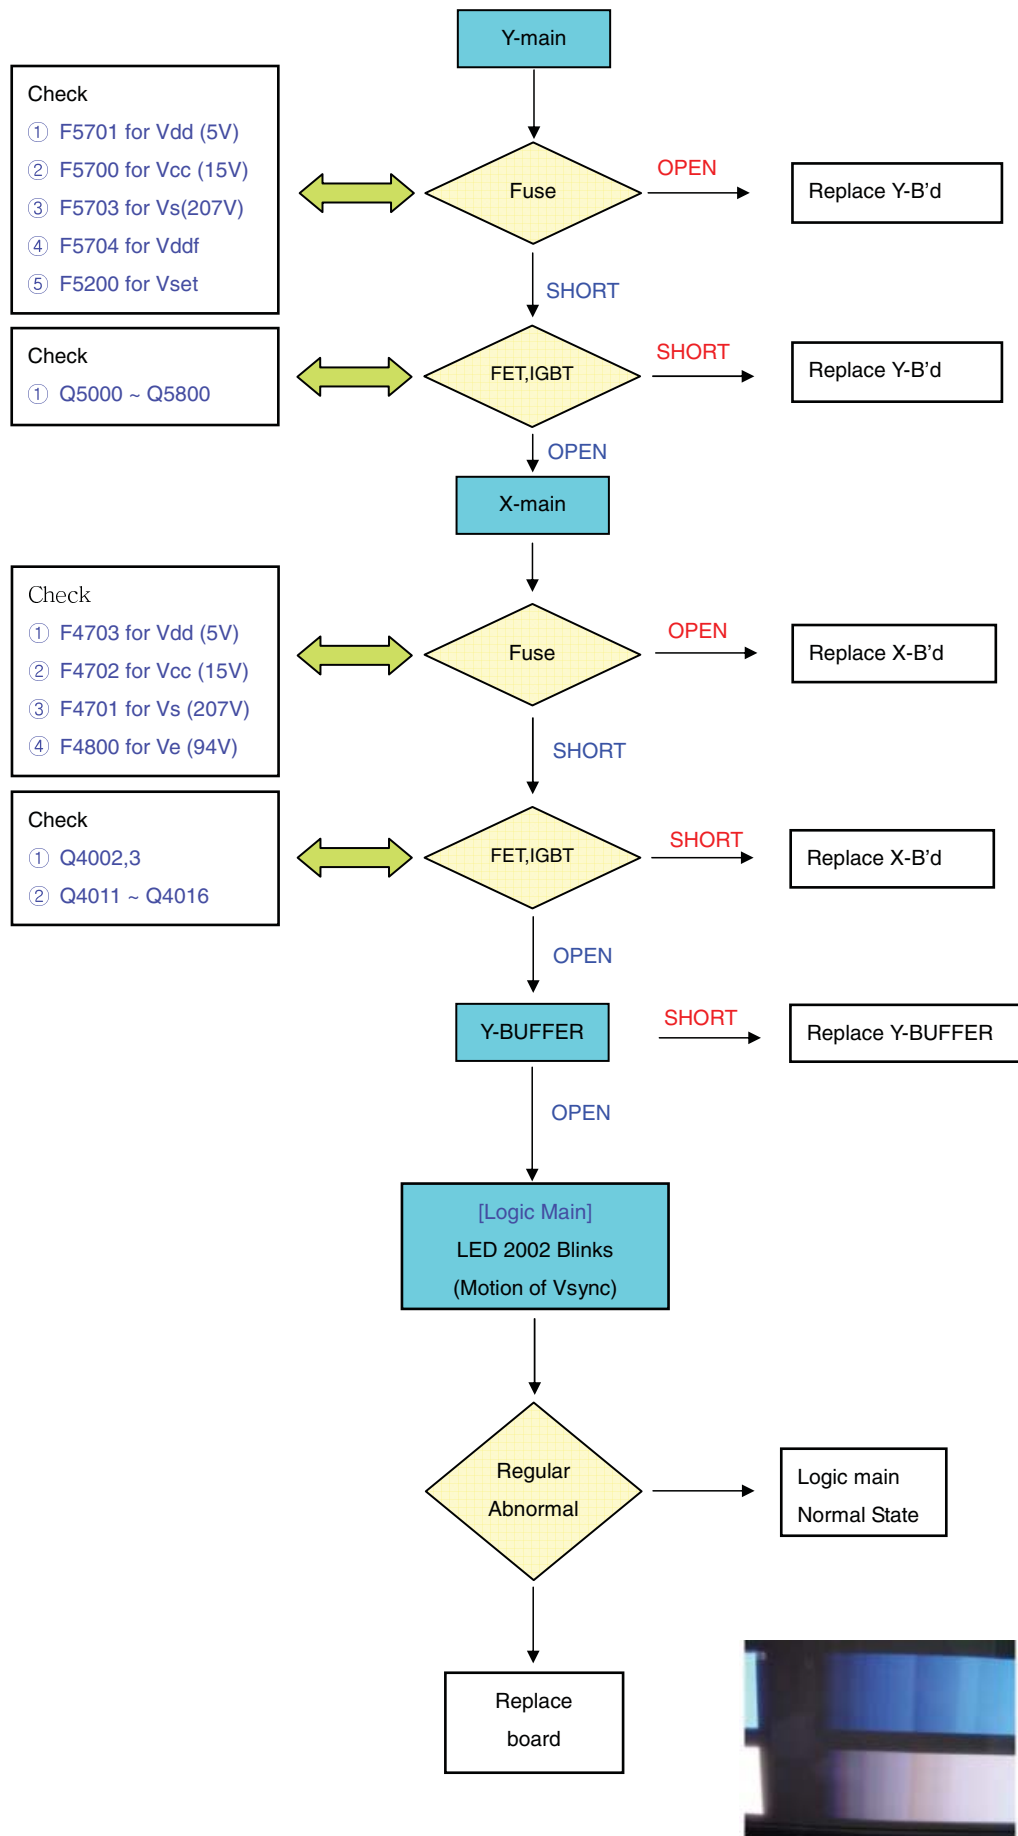 Y-main
Check
① F5701 for Vdd (5V)
② F5700 for Vcc (15V)
③ F5703 for Vs(207V)
④ F5704 for Vddf
⑤ F5200 for Vset
Fuse
OPEN
Replace Y-B'd
SHORT
Check
① Q5000 ~ Q5800
FET,IGBT
SHORT
Replace Y-B'd
OPEN
X-main
Check
① F4703 for Vdd (5V)
② F4702 for Vcc (15V)
③ F4701 for Vs (207V)
④ F4800 for Ve (94V)
Fuse
OPEN
Replace X-B'd
SHORT
Check
① Q4002,3
② Q4011 ~ Q4016
FET,IGBT
SHORT
Replace X-B'd
OPEN
Y-BUFFER
SHORT
Replace Y-BUFFER
OPEN
[Logic Main]
LED 2002 Blinks
(Motion of Vsync)
Regular
Abnormal
Logic main
Normal State
Replace
board